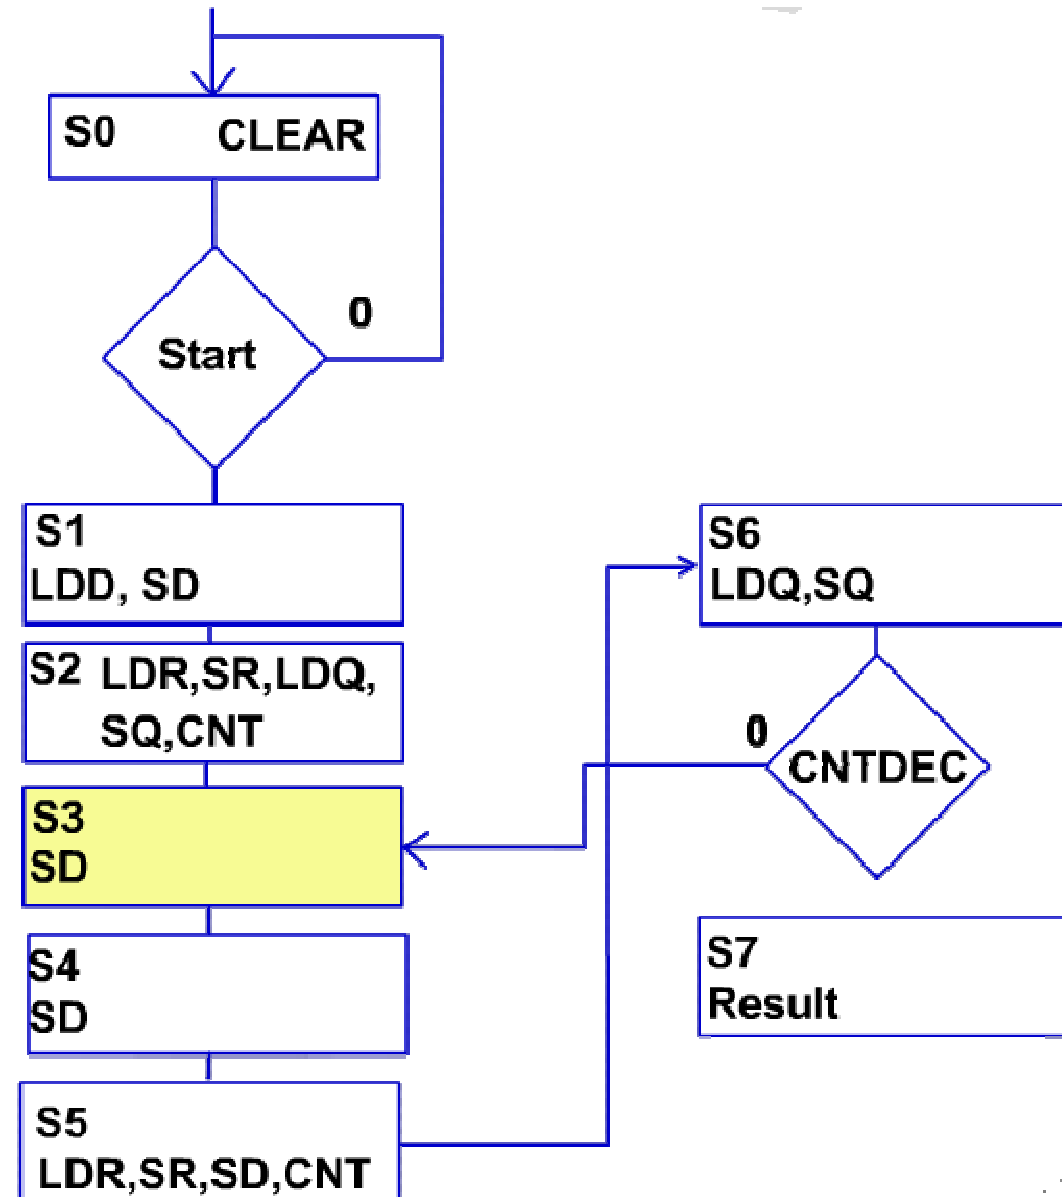 S0 CLEAR
0
Start
S1
LDD, SD
S2 LDR,SR,LDQ,
SQ,CNT
S3
SD
S4
SD
S5
LDR,SR,SD,CNT
S6
LDQ,SQ
0
CNTDEC
S7
Result